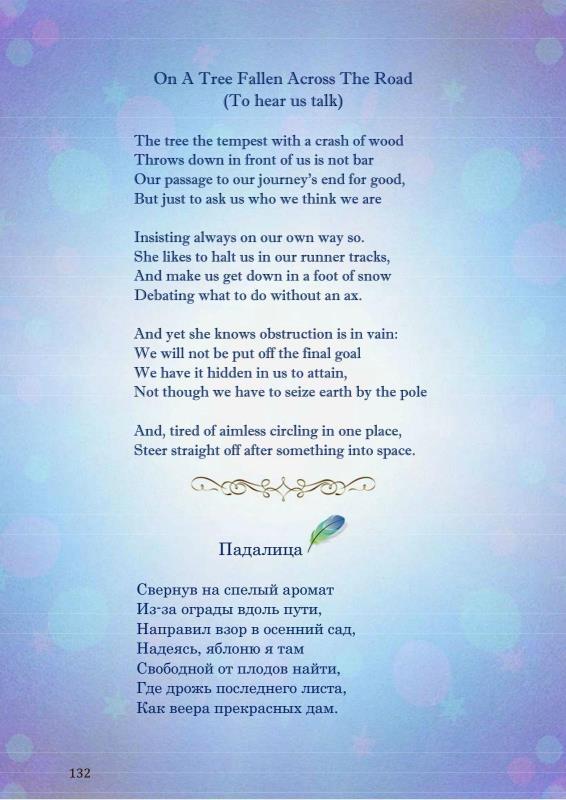 On A Tree Fallen Across The Road
(To hear us talk)
The tree the tempest with a crash of wood
Throws down in front of us is not bar
Our passage to our journey's end for good,
But just to ask us who we think we are
Insisting always on our own way so.
She likes to halt us in our runner tracks,
And make us get down in a foot of snow
Debating what to do without an ax.
And yet she knows obstruction is in vain:
We will not be put off the final goal
We have it hidden in us to attain,
Not though we have to seize earth by the pole
And, tired of aimless circling in one place,
Steer straight off after something into space.
Падалица
Свернув на спелый аромат
Из-за ограды вдоль пути,
Направил взор в осенний сад,
Надеясь, яблоню я там
Свободной от плодов найти,
Где дрожь последнего листа,
Как веера прекрасных дам.
132